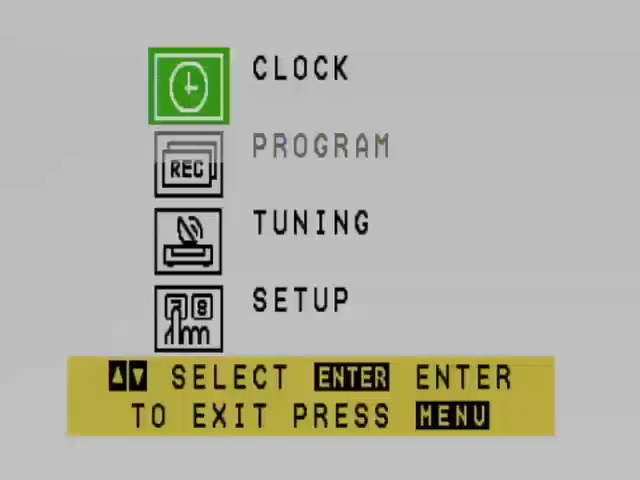 CLOCK
REC PROGRAM
TUNING
SETUP
▲▼ SELECT ENTER ENTER
TO EXIT PRESS MENU